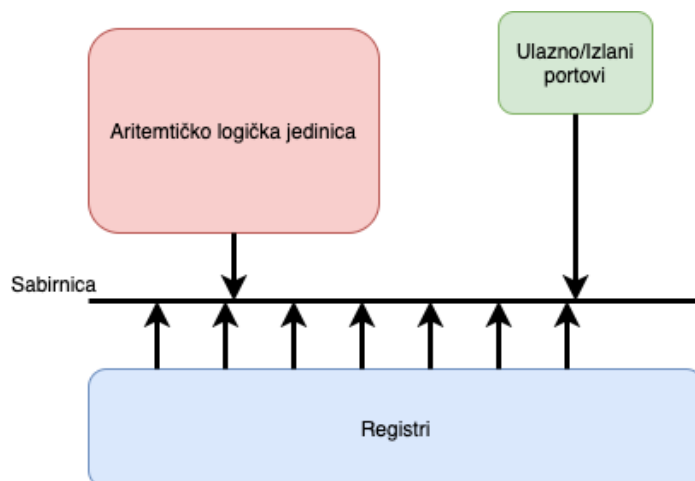 Ulazno/Izlani
portovi
Aritemtičko logička jedinica
Sabirnica
Registri